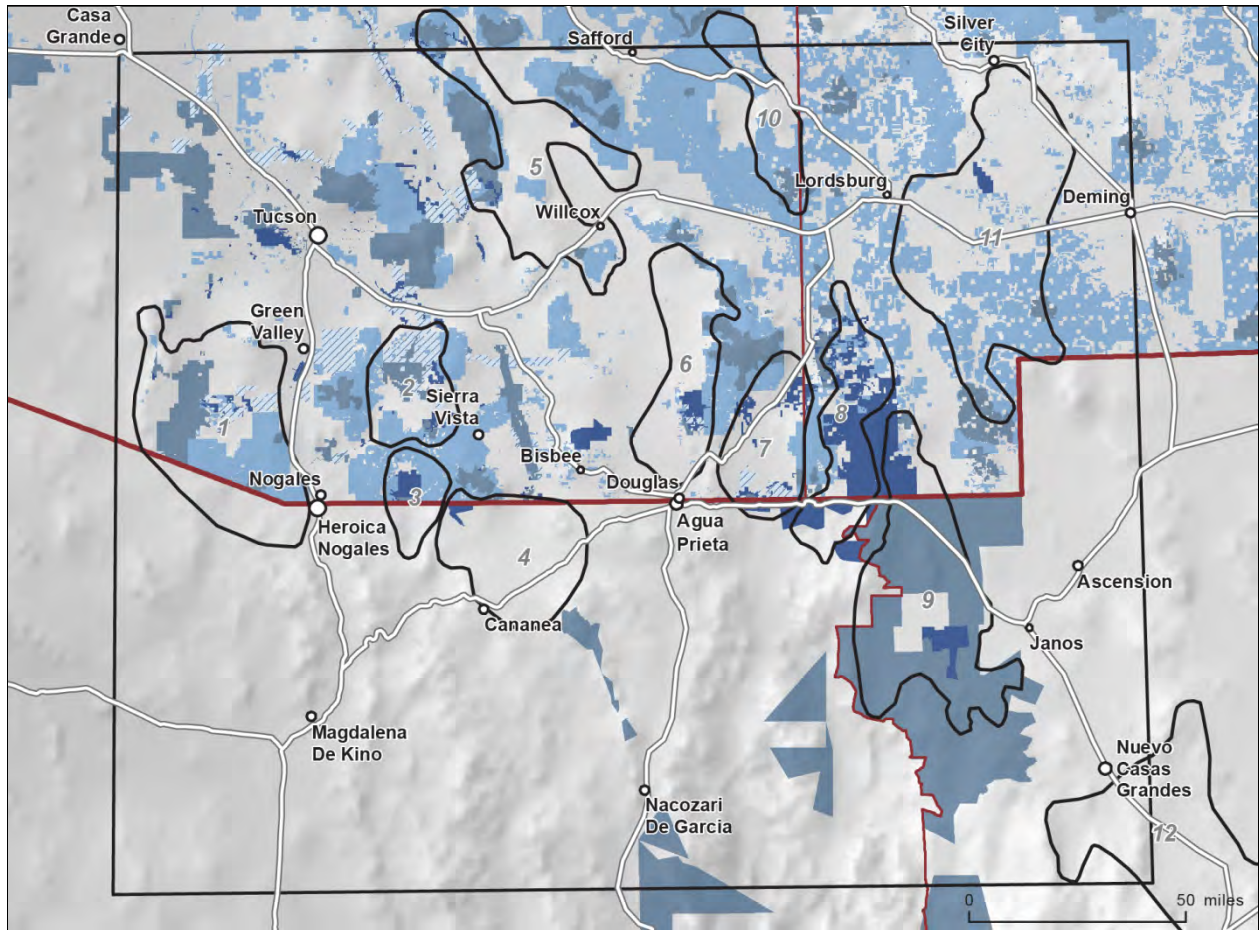 Casa
Grande
Safford
Silver
City
10
5
Lordsburg
Willcox
Deming
Tucson
11
Green
Valley
6
2
Sierra
Vista
8
1
7
Bisbee
Nogales
Douglas
3
Heroica
Nogales
Agua
Prieta
4
Ascension
9
Cananea
Janos
Magdalena
De Kino
Nuevo
Casas
Grandes
Nacozari
De Garcia
12
0 50 miles